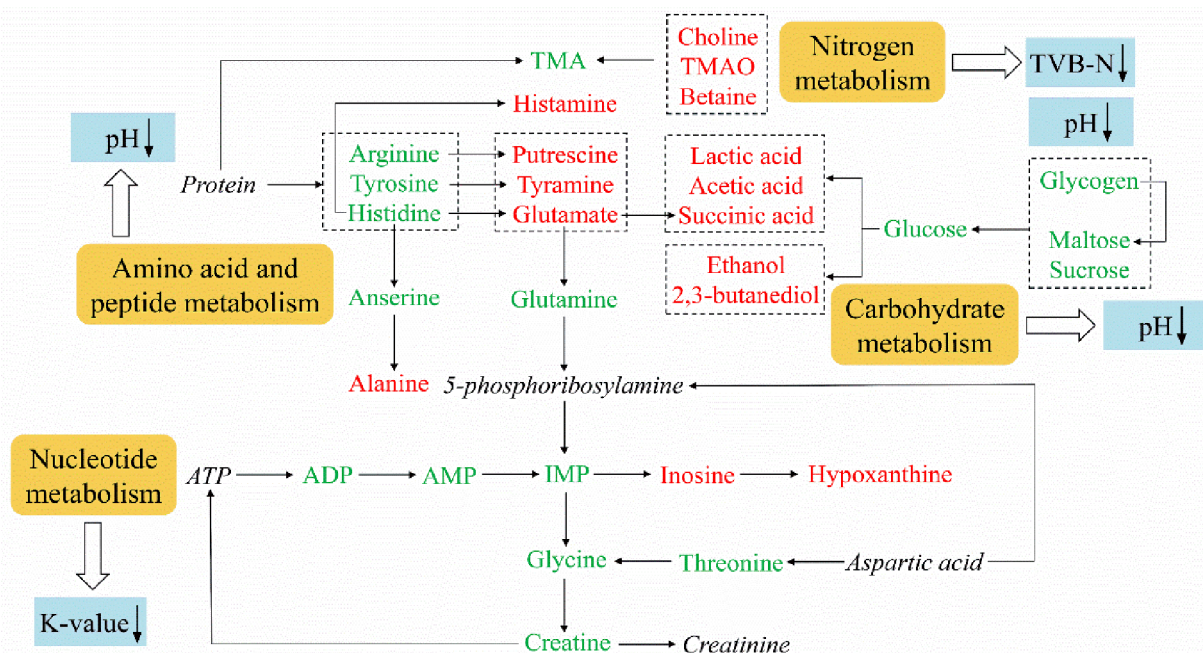 Choline
TMAO
Betaine
TMA
Nitrogen
metabolism
TVB-N↓
pH↓
Histamine
pH↓
Protein
Arginine
Tyrosine
Histidine
Putrescine
Tyramine
Glutamate
Lactic acid
Acetic acid
Succinic acid
Glycogen
Maltose
Sucrose
Glucose
Ethanol
2,3-butanediol
Amino acid and
peptide metabolism
Anserine
Glutamine
Carbohydrate
metabolism
pH↓
Alanine
5-phosphoribosylamine
Nucleotide
metabolism
ATP
ADP
AMP
IMP
Inosine
Hypoxanthine
Glycine
Threonine
Aspartic acid
K-value↓
Creatine
Creatinine